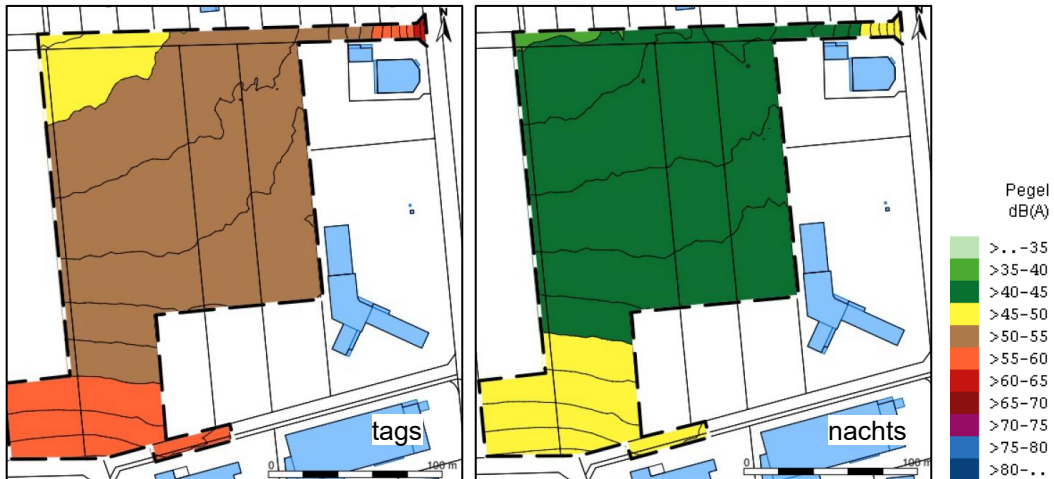 N
N
tags
0
100 m
nachts
0
100 m
Pegel
dB(A)
>..-35
>35-40
>40-45
>45-50
>50-55
>55-60
>60-65
>65-70
>70-75
>75-80
>80-..